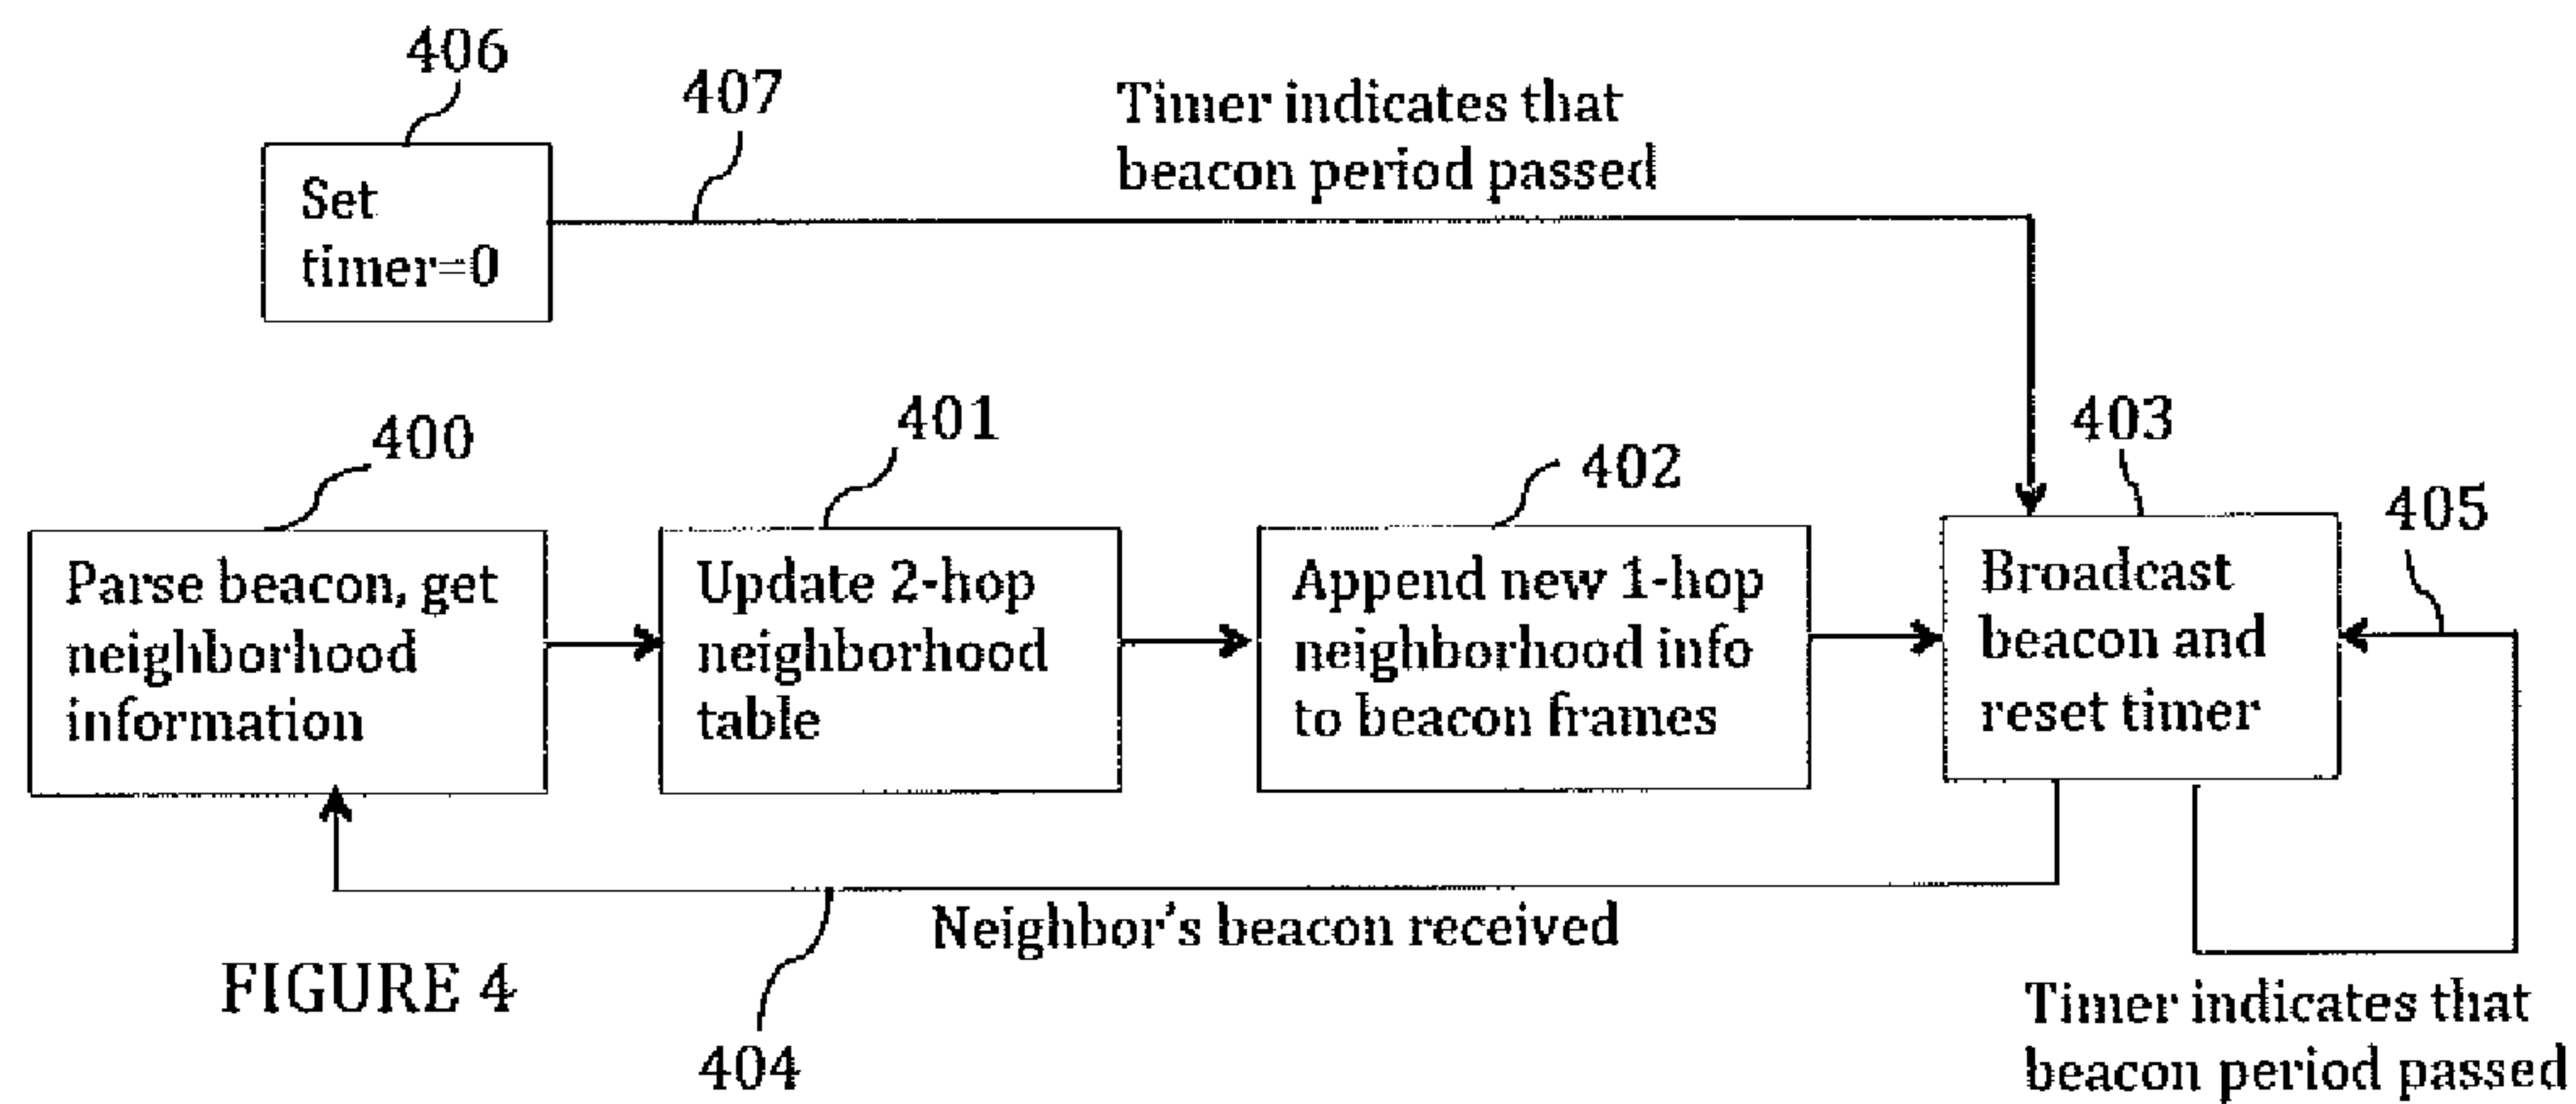 406
407
Timer indicates that
beacon period passed
Set
timer=0
400
401
402
403
405
Parse beacon, get
neighborhood
information
Update 2-hop
neighborhood
table
Append new 1-hop
neighborhood info
to beacon frames
Broadcast
beacon and
reset timer
Neighbor's beacon received
FIGURE 4
404
Timer indicates that
beacon period passed